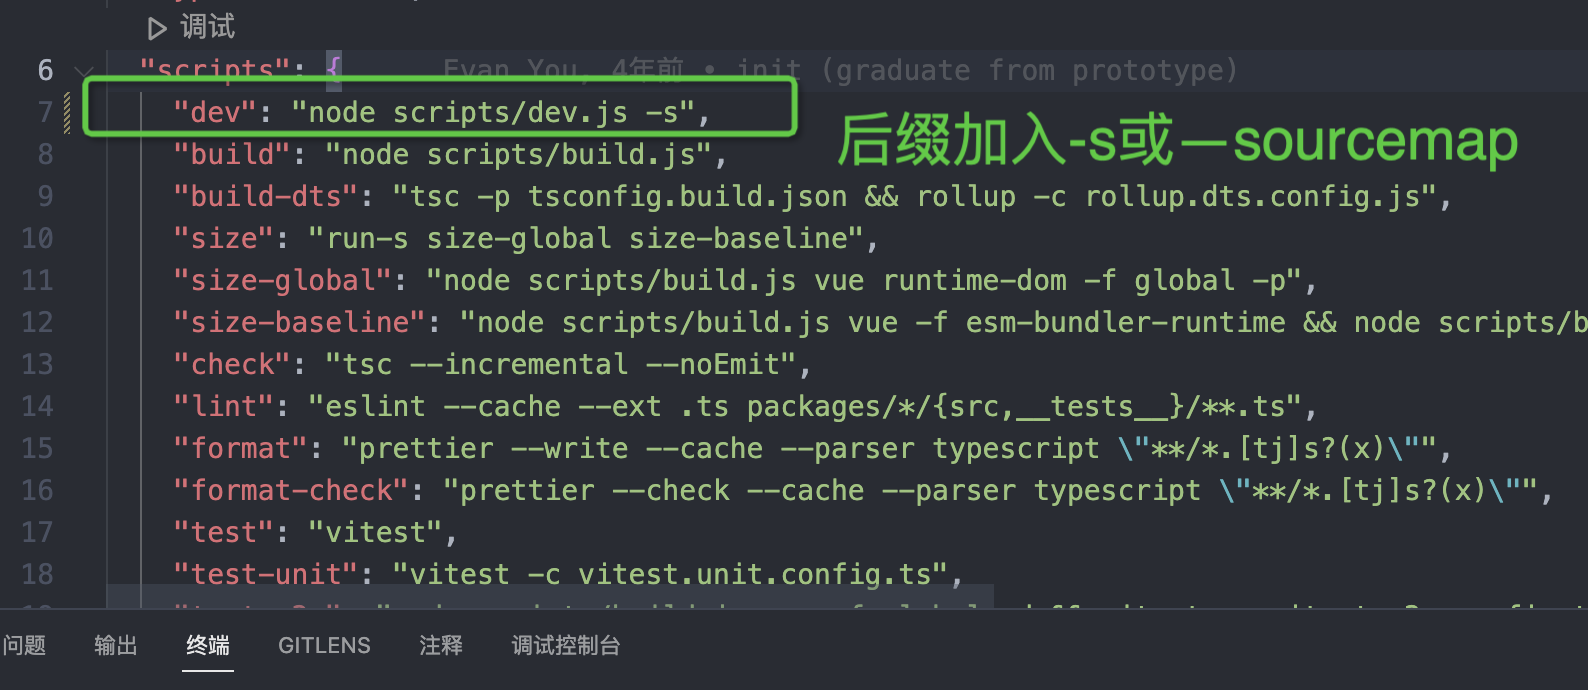 调试
6 "scripts": { Evan You, 4年前 • init (graduate from prototype)
7 "dev": "node scripts/dev.js -s",
后缀加入-s或—sourcemap
8 "build": "node scripts/build.js",
9 "build-dts": "tsc -p tsconfig.build.json && rollup -c rollup.dts.config.js",
10 "size": "run-s size-global size-baseline",
11 "size-global": "node scripts/build.js vue runtime-dom -f global -p",
12 "size-baseline": "node scripts/build.js vue -f esm-bundler-runtime && node scripts/b
13 "check": "tsc --incremental --noEmit",
14 "lint": "eslint --cache --ext .ts packages/*/{src,__tests__}/**.ts",
15 "format": "prettier --write --cache --parser typescript \"**/*.[tj]s?(x)\"",
16 "format-check": "prettier --check --cache --parser typescript \"**/*.[tj]s?(x)\"",
17 "test": "vitest",
18 "test-unit": "vitest -c vitest.unit.config.ts",
问题 输出 终端 GITLENS 注释 调试控制台